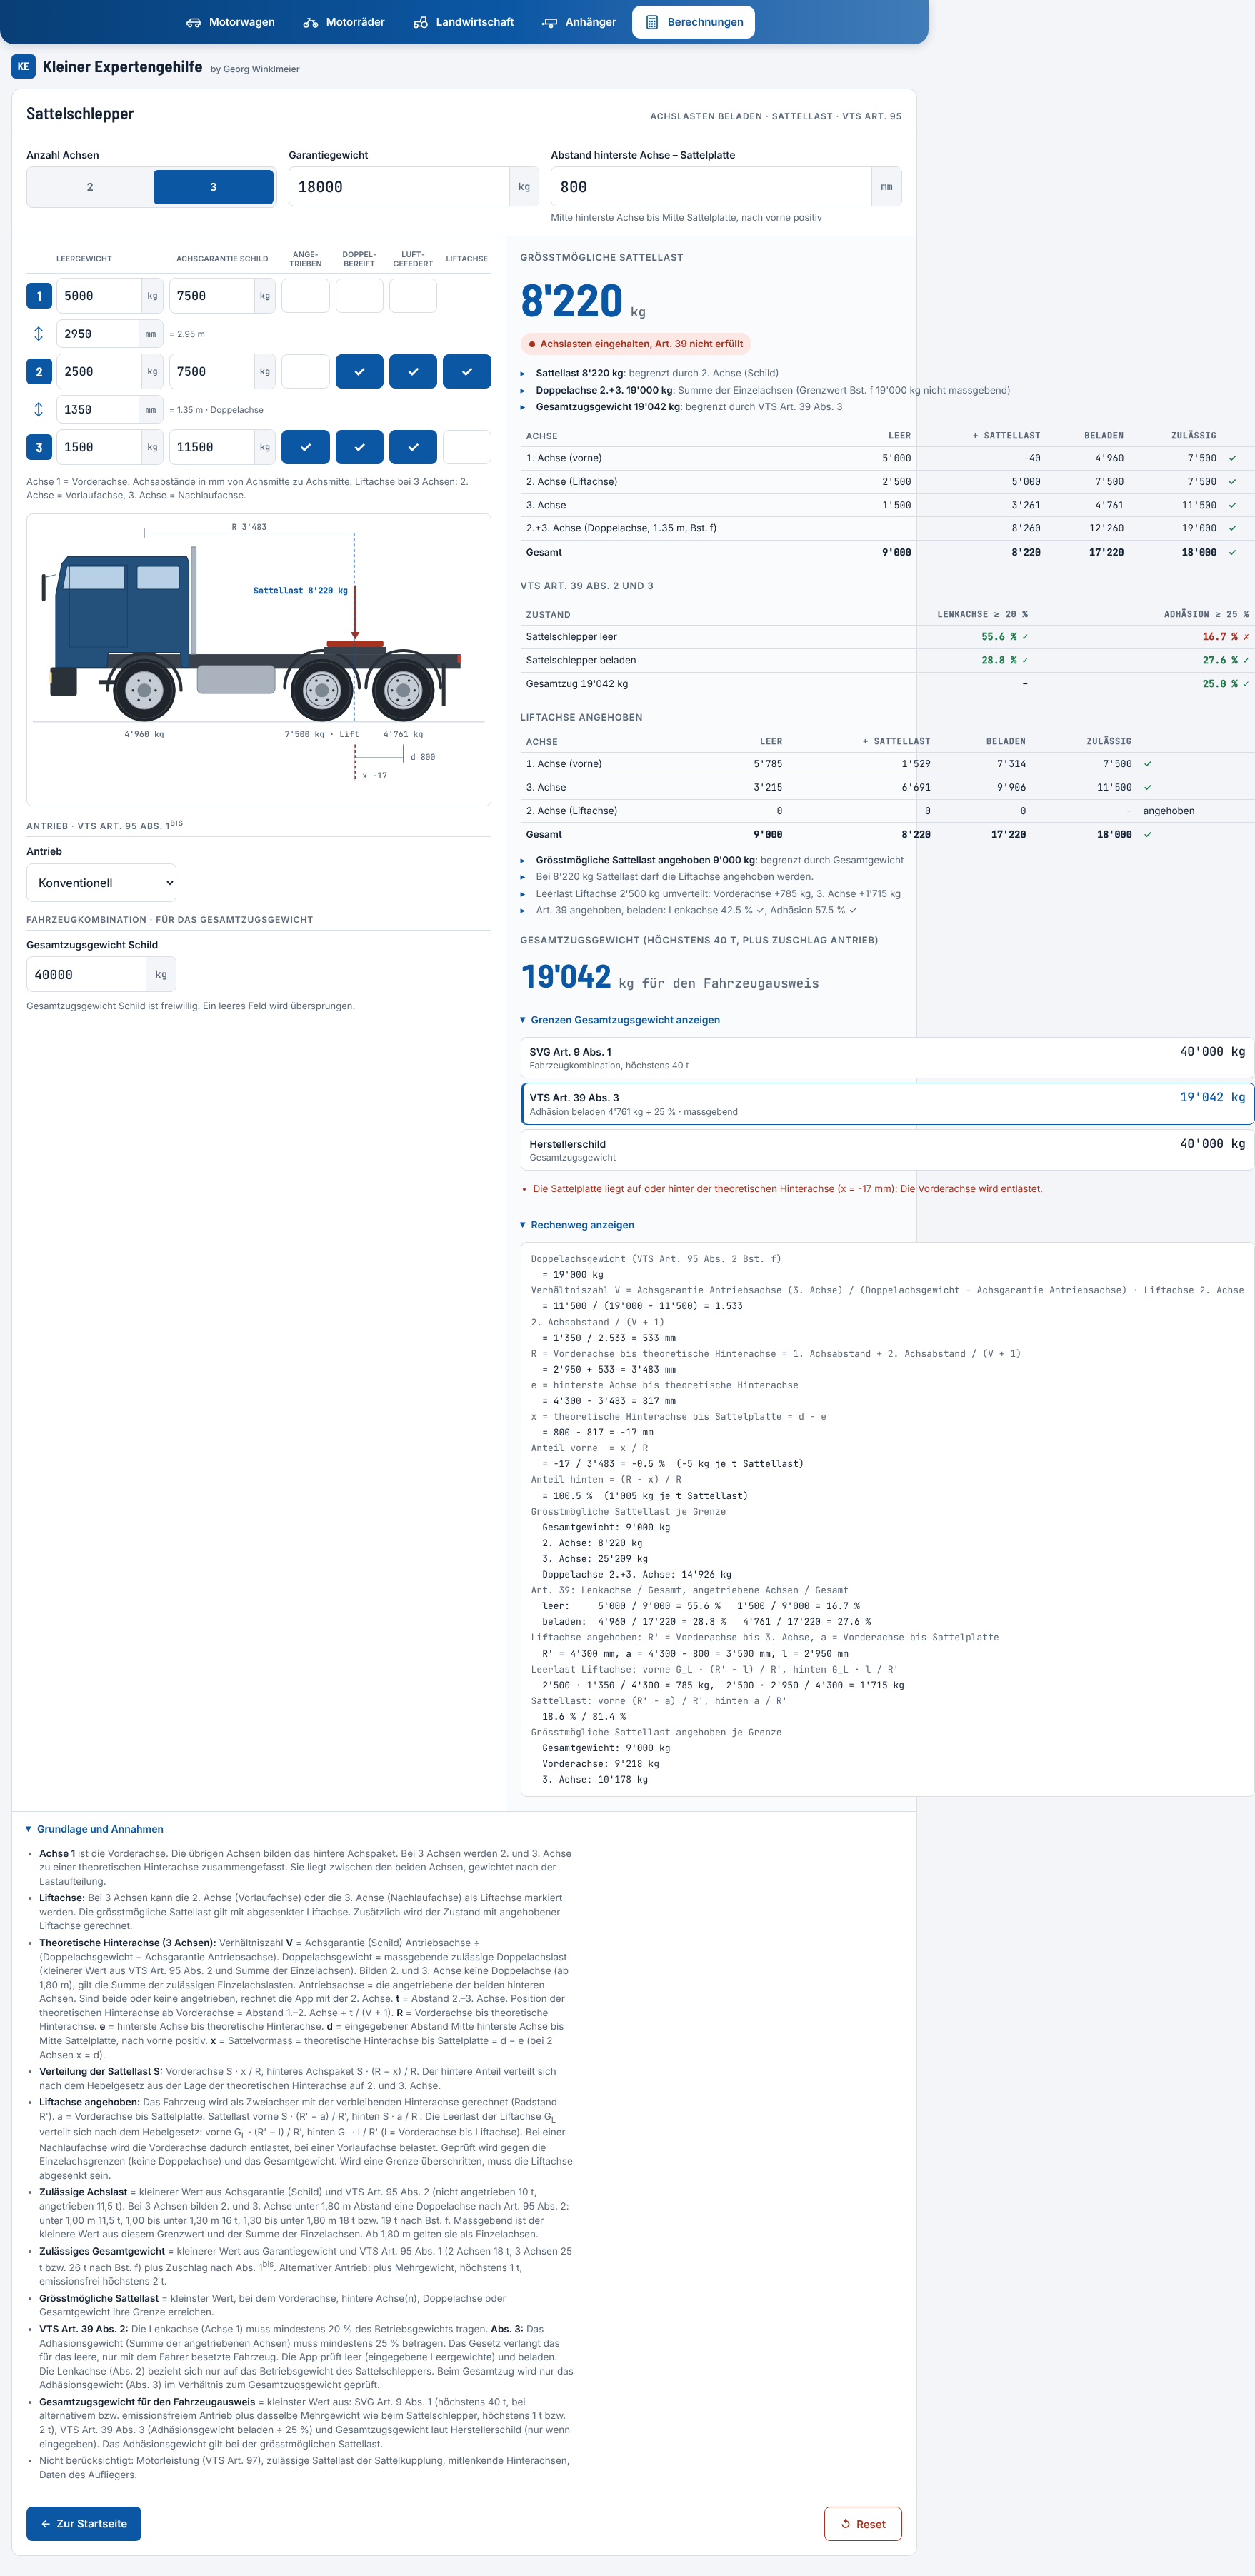 Motorwagen Motorräder Landwirtschaft Anhänger Berechnungen
KE Kleiner Expertengehilfe by Georg Winklmeier
Sattelschlepper ACHSLASTEN BELADEN · SATTELLAST · VTS ART. 95
Anzahl Achsen Garantiegewicht Abstand hinterste Achse – Sattelplatte
2 3 18000 kg 800 mm
Mitte hinterste Achse bis Mitte Sattelplatte, nach vorne positiv
LEERGEWICHT ACHSGARANTIE SCHILD ANGE-TRIEBEN DOPPEL-BEREIFT LUFT-GEFEDERT LIFTACHSE
1 5000 kg 7500 kg
2950 mm = 2.95 m
2 2500 kg 7500 kg ✓ ✓ ✓
1350 mm = 1.35 m · Doppelachse
3 1500 kg 11500 kg ✓ ✓ ✓
Achse 1 = Vorderachse. Achsabstände in mm von Achsmitte zu Achsmitte. Liftachse bei 3 Achsen: 2.
Achse = Vorlaufachse, 3. Achse = Nachlaufachse.
R 3'483
Sattellast 8'220 kg
4'960 kg 7'500 kg · Lift 4'761 kg
d 800
x -17
ANTRIEB · VTS ART. 95 ABS. 1BIS
Antrieb
Konventionell
FAHRZEUGKOMBINATION · FÜR DAS GESAMTZUGSGEWICHT
Gesamtzugsgewicht Schild
40000 kg
Gesamtzugsgewicht Schild ist freiwillig. Ein leeres Feld wird übersprungen.
GRÖSSTMÖGLICHE SATTELLAST
8'220 kg
Achslasten eingehalten, Art. 39 nicht erfüllt
▸ Sattellast 8'220 kg: begrenzt durch 2. Achse (Schild)
▸ Doppelachse 2.+3. 19'000 kg: Summe der Einzelachsen (Grenzwert Bst. f 19'000 kg nicht massgebend)
▸ Gesamtzugsgewicht 19'042 kg: begrenzt durch VTS Art. 39 Abs. 3
ACHSE LEER + SATTELLAST BELADEN ZULÄSSIG
1. Achse (vorne) 5'000 -40 4'960 7'500 ✓
2. Achse (Liftachse) 2'500 5'000 7'500 7'500 ✓
3. Achse 1'500 3'261 4'761 11'500 ✓
2.+3. Achse (Doppelachse, 1.35 m, Bst. f) 8'260 12'260 19'000 ✓
Gesamt 9'000 8'220 17'220 18'000 ✓
VTS ART. 39 ABS. 2 UND 3
ZUSTAND LENKACHSE ≥ 20 % ADHÄSION ≥ 25 %
Sattelschlepper leer 55.6 % ✓ 16.7 % ✗
Sattelschlepper beladen 28.8 % ✓ 27.6 % ✓
Gesamtzug 19'042 kg – 25.0 % ✓
LIFTACHSE ANGEHOBEN
ACHSE LEER + SATTELLAST BELADEN ZULÄSSIG
1. Achse (vorne) 5'785 1'529 7'314 7'500 ✓
3. Achse 3'215 6'691 9'906 11'500 ✓
2. Achse (Liftachse) 0 0 0 – angehoben
Gesamt 9'000 8'220 17'220 18'000 ✓
▸ Grösstmögliche Sattellast angehoben 9'000 kg: begrenzt durch Gesamtgewicht
▸ Bei 8'220 kg Sattellast darf die Liftachse angehoben werden.
▸ Leerlast Liftachse 2'500 kg umverteilt: Vorderachse +785 kg, 3. Achse +1'715 kg
▸ Art. 39 angehoben, beladen: Lenkachse 42.5 % ✓, Adhäsion 57.5 % ✓
GESAMTZUGSGEWICHT (HÖCHSTENS 40 T, PLUS ZUSCHLAG ANTRIEB)
19'042 kg für den Fahrzeugausweis
▼ Grenzen Gesamtzugsgewicht anzeigen
SVG Art. 9 Abs. 1 40'000 kg
Fahrzeugkombination, höchstens 40 t
VTS Art. 39 Abs. 3 19'042 kg
Adhäsion beladen 4'761 kg ÷ 25 % · massgebend
Herstellerschild 40'000 kg
Gesamtzugsgewicht
• Die Sattelplatte liegt auf oder hinter der theoretischen Hinterachse (x = -17 mm): Die Vorderachse wird entlastet.
▼ Rechenweg anzeigen
Doppelachsgewicht (VTS Art. 95 Abs. 2 Bst. f)
= 19'000 kg
Verhältniszahl V = Achsgarantie Antriebsachse (3. Achse) / (Doppelachsgewicht - Achsgarantie Antriebsachse) · Liftachse 2. Achse
= 11'500 / (19'000 - 11'500) = 1.533
2. Achsabstand / (V + 1)
= 1'350 / 2.533 = 533 mm
R = Vorderachse bis theoretische Hinterachse = 1. Achsabstand + 2. Achsabstand / (V + 1)
= 2'950 + 533 = 3'483 mm
e = hinterste Achse bis theoretische Hinterachse
= 4'300 - 3'483 = 817 mm
x = theoretische Hinterachse bis Sattelplatte = d - e
= 800 - 817 = -17 mm
Anteil vorne = x / R
= -17 / 3'483 = -0.5 % (-5 kg je t Sattellast)
Anteil hinten = (R - x) / R
= 100.5 % (1'005 kg je t Sattellast)
Grösstmögliche Sattellast je Grenze
Gesamtgewicht: 9'000 kg
2. Achse: 8'220 kg
3. Achse: 25'209 kg
Doppelachse 2.+3. Achse: 14'926 kg
Art. 39: Lenkachse / Gesamt, angetriebene Achsen / Gesamt
leer: 5'000 / 9'000 = 55.6 % 1'500 / 9'000 = 16.7 %
beladen: 4'960 / 17'220 = 28.8 % 4'761 / 17'220 = 27.6 %
Liftachse angehoben: R' = Vorderachse bis 3. Achse, a = Vorderachse bis Sattelplatte
R' = 4'300 mm, a = 4'300 - 800 = 3'500 mm, l = 2'950 mm
Leerlast Liftachse: vorne G_L · (R' - l) / R', hinten G_L · l / R'
2'500 · 1'350 / 4'300 = 785 kg, 2'500 · 2'950 / 4'300 = 1'715 kg
Sattellast: vorne (R' - a) / R', hinten a / R'
18.6 % / 81.4 %
Grösstmögliche Sattellast angehoben je Grenze
Gesamtgewicht: 9'000 kg
Vorderachse: 9'218 kg
3. Achse: 10'178 kg
▼ Grundlage und Annahmen
• Achse 1 ist die Vorderachse. Die übrigen Achsen bilden das hintere Achspaket. Bei 3 Achsen werden 2. und 3. Achse
zu einer theoretischen Hinterachse zusammengefasst. Sie liegt zwischen den beiden Achsen, gewichtet nach der
Lastaufteilung.
• Liftachse: Bei 3 Achsen kann die 2. Achse (Vorlaufachse) oder die 3. Achse (Nachlaufachse) als Liftachse markiert
werden. Die grösstmögliche Sattellast gilt mit abgesenkter Liftachse. Zusätzlich wird der Zustand mit angehobener
Liftachse gerechnet.
• Theoretische Hinterachse (3 Achsen): Verhältniszahl V = Achsgarantie (Schild) Antriebsachse ÷
(Doppelachsgewicht − Achsgarantie Antriebsachse). Doppelachsgewicht = massgebende zulässige Doppelachslast
(kleinerer Wert aus VTS Art. 95 Abs. 2 und Summe der Einzelachsen). Bilden 2. und 3. Achse keine Doppelachse (ab
1,80 m), gilt die Summe der zulässigen Einzelachslasten. Antriebsachse = die angetriebene der beiden hinteren
Achsen. Sind beide oder keine angetrieben, rechnet die App mit der 2. Achse. t = Abstand 2.–3. Achse. Position der
theoretischen Hinterachse ab Vorderachse = Abstand 1.–2. Achse + t / (V + 1). R = Vorderachse bis theoretische
Hinterachse. e = hinterste Achse bis theoretische Hinterachse. d = eingegebener Abstand Mitte hinterste Achse bis
Mitte Sattelplatte, nach vorne positiv. x = Sattelvormass = theoretische Hinterachse bis Sattelplatte = d − e (bei 2
Achsen x = d).
• Verteilung der Sattellast S: Vorderachse S · x / R, hinteres Achspaket S · (R − x) / R. Der hintere Anteil verteilt sich
nach dem Hebelgesetz aus der Lage der theoretischen Hinterachse auf 2. und 3. Achse.
• Liftachse angehoben: Das Fahrzeug wird als Zweiachser mit der verbleibenden Hinterachse gerechnet (Radstand
R'). a = Vorderachse bis Sattelplatte. Sattellast vorne S · (R' − a) / R', hinten S · a / R'. Die Leerlast der Liftachse GL
verteilt sich nach dem Hebelgesetz: vorne GL · (R' − l) / R', hinten GL · l / R' (l = Vorderachse bis Liftachse). Bei einer
Nachlaufachse wird die Vorderachse dadurch entlastet, bei einer Vorlaufachse belastet. Geprüft wird gegen die
Einzelachsgrenzen (keine Doppelachse) und das Gesamtgewicht. Wird eine Grenze überschritten, muss die Liftachse
abgesenkt sein.
• Zulässige Achslast = kleinerer Wert aus Achsgarantie (Schild) und VTS Art. 95 Abs. 2 (nicht angetrieben 10 t,
angetrieben 11,5 t). Bei 3 Achsen bilden 2. und 3. Achse unter 1,80 m Abstand eine Doppelachse nach Art. 95 Abs. 2:
unter 1,00 m 11,5 t, 1,00 bis unter 1,30 m 16 t, 1,30 bis unter 1,80 m 18 t bzw. 19 t nach Bst. f. Massgebend ist der
kleinere Wert aus diesem Grenzwert und der Summe der Einzelachsen. Ab 1,80 m gelten sie als Einzelachsen.
• Zulässiges Gesamtgewicht = kleinerer Wert aus Garantiegewicht und VTS Art. 95 Abs. 1 (2 Achsen 18 t, 3 Achsen 25
t bzw. 26 t nach Bst. f) plus Zuschlag nach Abs. 1bis. Alternativer Antrieb: plus Mehrgewicht, höchstens 1 t,
emissionsfrei höchstens 2 t.
• Grösstmögliche Sattellast = kleinster Wert, bei dem Vorderachse, hintere Achse(n), Doppelachse oder
Gesamtgewicht ihre Grenze erreichen.
• VTS Art. 39 Abs. 2: Die Lenkachse (Achse 1) muss mindestens 20 % des Betriebsgewichts tragen. Abs. 3: Das
Adhäsionsgewicht (Summe der angetriebenen Achsen) muss mindestens 25 % betragen. Das Gesetz verlangt das
für das leere, nur mit dem Fahrer besetzte Fahrzeug. Die App prüft leer (eingegebene Leergewichte) und beladen.
Die Lenkachse (Abs. 2) bezieht sich nur auf das Betriebsgewicht des Sattelschleppers. Beim Gesamtzug wird nur das
Adhäsionsgewicht (Abs. 3) im Verhältnis zum Gesamtzugsgewicht geprüft.
• Gesamtzugsgewicht für den Fahrzeugausweis = kleinster Wert aus: SVG Art. 9 Abs. 1 (höchstens 40 t, bei
alternativem bzw. emissionsfreiem Antrieb plus dasselbe Mehrgewicht wie beim Sattelschlepper, höchstens 1 t bzw.
2 t), VTS Art. 39 Abs. 3 (Adhäsionsgewicht beladen ÷ 25 %) und Gesamtzugsgewicht laut Herstellerschild (nur wenn
eingegeben). Das Adhäsionsgewicht gilt bei der grösstmöglichen Sattellast.
• Nicht berücksichtigt: Motorleistung (VTS Art. 97), zulässige Sattellast der Sattelkupplung, mitlenkende Hinterachsen,
Daten des Aufliegers.
← Zur Startseite Reset